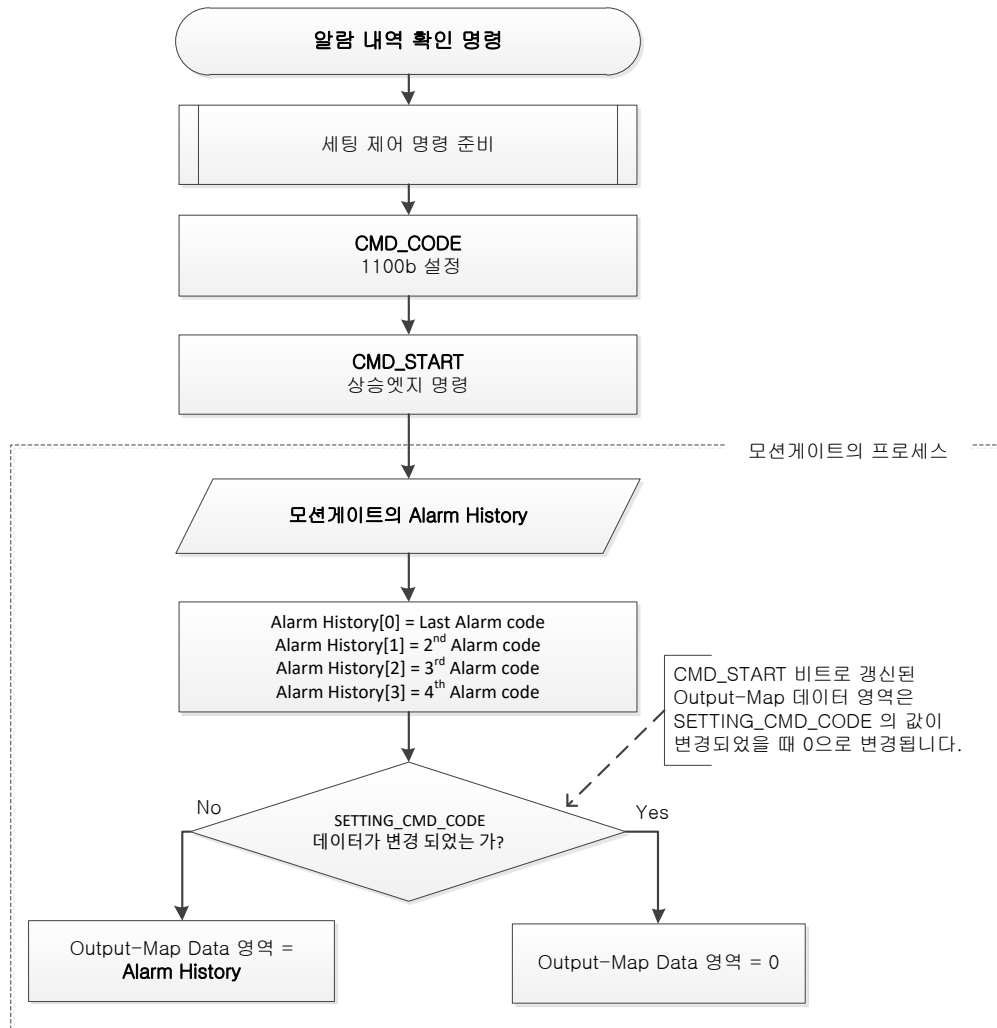 알람 내역 확인 명령
세팅 제어 명령 준비
CMD_CODE
1100b 설정
CMD_START
상승엣지 명령
모션게이트의 프로세스
모션게이트의 Alarm History
Alarm History[0] = Last Alarm code
Alarm History[1] = 2nd Alarm code
Alarm History[2] = 3rd Alarm code
Alarm History[3] = 4th Alarm code
CMD_START 비트로 갱신된
Output-Map 데이터 영역은
SETTING_CMD_CODE 의 값이
변경되었을 때 0으로 변경됩니다.
No
Yes
SETTING_CMD_CODE
데이터가 변경 되었는 가?
Output-Map Data 영역 =
Alarm History
Output-Map Data 영역 = 0